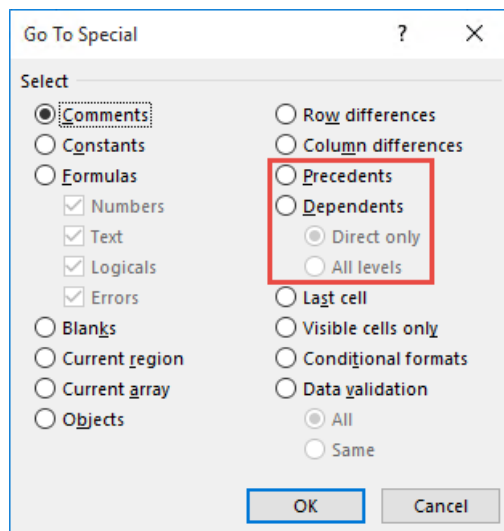 Go To Special
Select
Comments
Constants
Formulas
Numbers
Text
Logicals
Errors
Blanks
Current region
Current array
Objects
Row differences
Column differences
Precedents
Dependents
Direct only
All levels
Last cell
Visible cells only
Conditional formats
Data validation
All
Same
OK
Cancel